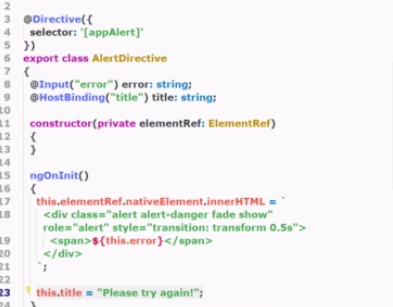 2
3 @Directive({
4 selector: '[appAlert]'
5 })
6 export class AlertDirective
7 {
8 @Input("error") error: string;
9 @HostBinding("title") title: string;
10
11 constructor(private elementRef: ElementRef)
12 {
13 }
14
15 ngOnInit()
16 {
17 this.elementRef.nativeElement.innerHTML = `
18 <div class="alert alert-danger fade show"
role="alert" style="transition: transform 0.5s">
19 <span>${this.error}</span>
20 </div>
21 `;
22
23 this.title = "Please try again!";
24 }